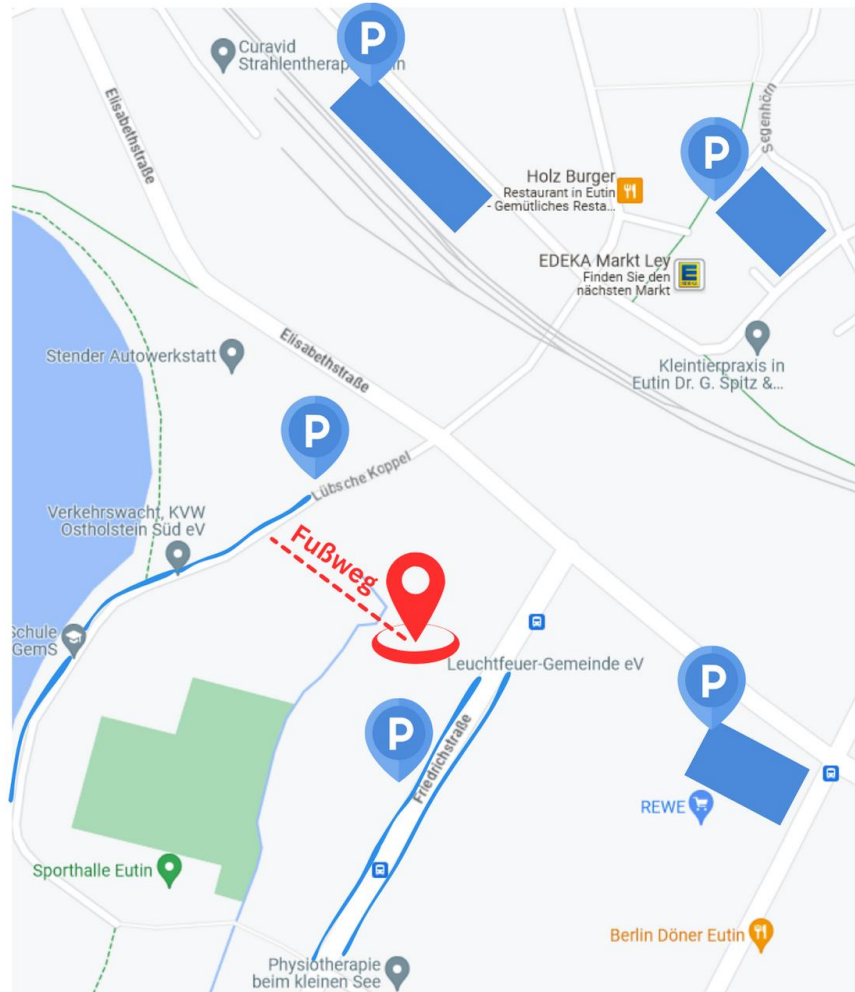 P
Curavid
Elisabethstraße
P
Segenhörn
Holz Burger
Restaurant in Eutin
- Gemütliches Resta...
EDEKA Markt Ley
Finden Sie den
nächsten Markt
E
Elisabethstraße
Stender Autowerkstatt
Kleintierpraxis in
Eutin Dr. G. Spitz &...
P
Lübsche Koppel
Verkehrswacht, KVW
Ostholstein Süd eV
Fußweg
GemS
Leuchtfeuer-Gemeinde eV
P
P
Friedrichstraße
REWE
Sporthalle Eutin
Berlin Döner Eutin
Physiotherapie
beim kleinen See